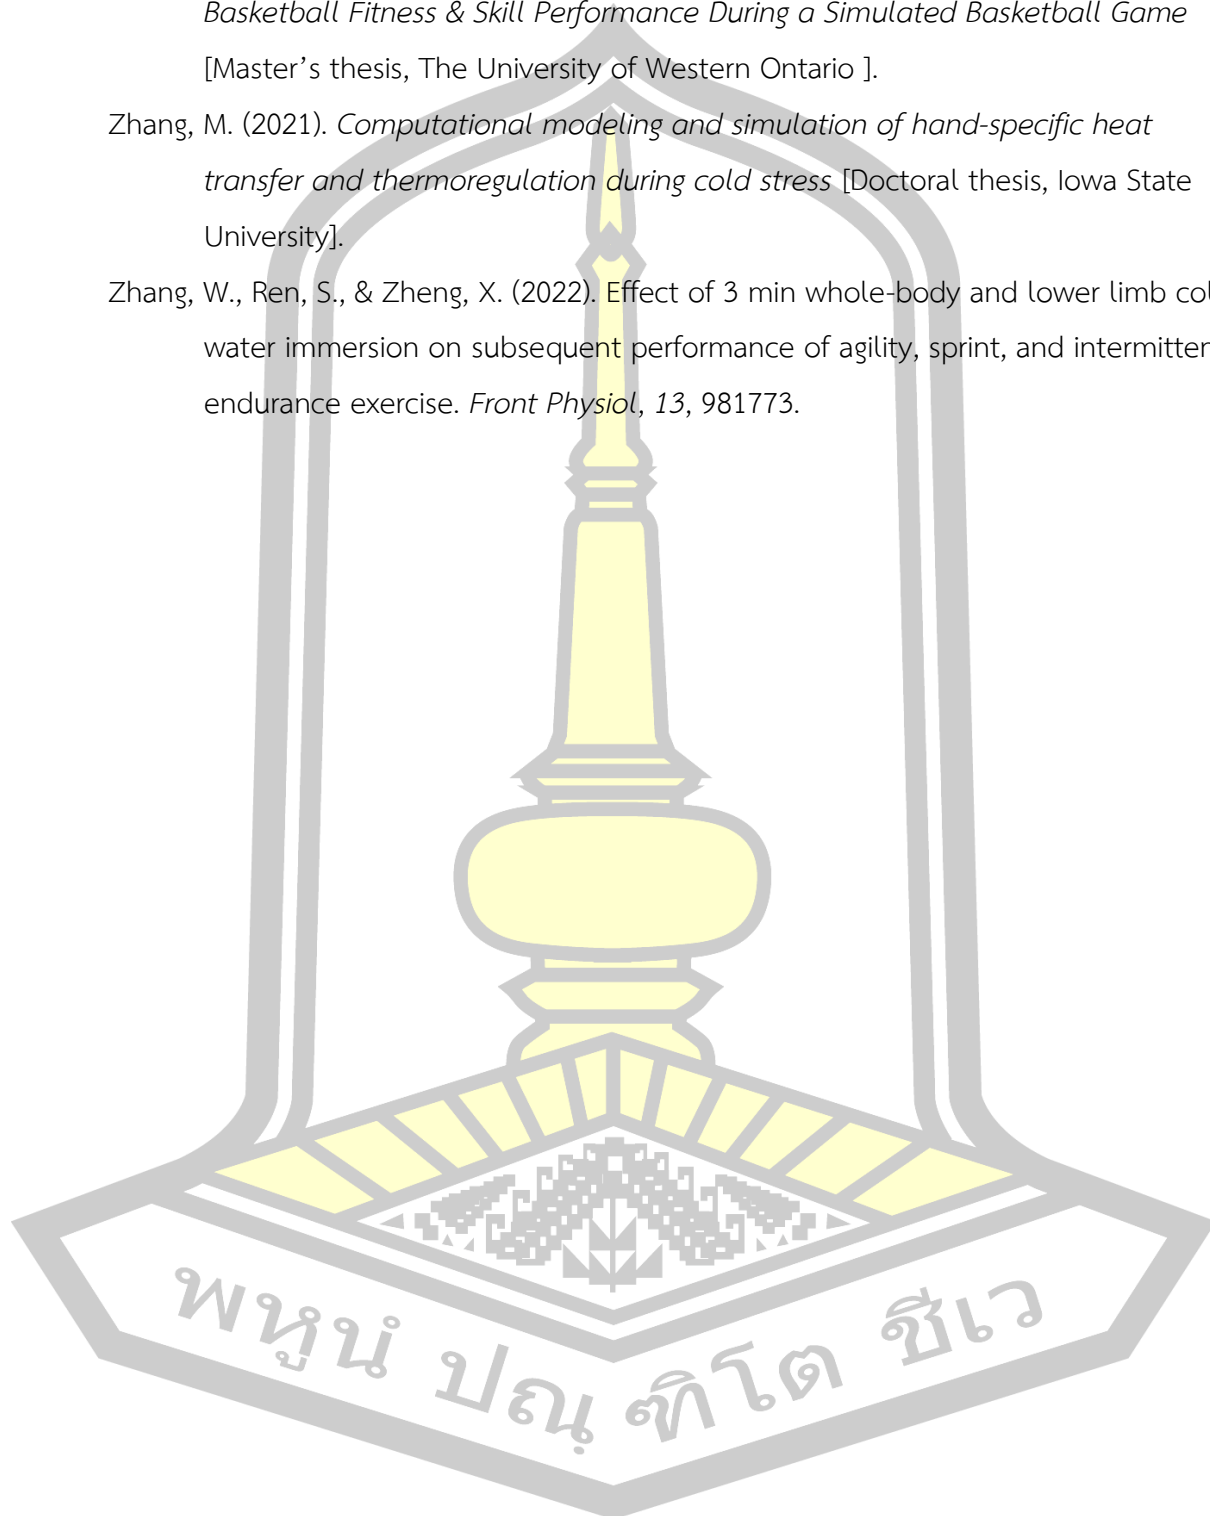 Basketball Fitness & Skill Performance During a Simulated Basketball Game
[Master’s thesis, The University of Western Ontario ].
Zhang, M. (2021). Computational modeling and simulation of hand-specific heat
transfer and thermoregulation during cold stress [Doctoral thesis, Iowa State
University].
Zhang, W., Ren, S., & Zheng, X. (2022). Effect of 3 min whole-body and lower limb col
water immersion on subsequent performance of agility, sprint, and intermitten
endurance exercise. Front Physiol, 13, 981773.
พหูนํ ปณฺฑิโต ชีเว